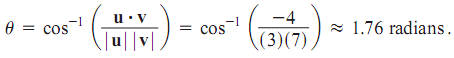 θ = cos⁻¹ ( u · v / |u| |v| ) = cos⁻¹ ( −4 / (3)(7) ) ≈ 1.76 radians.